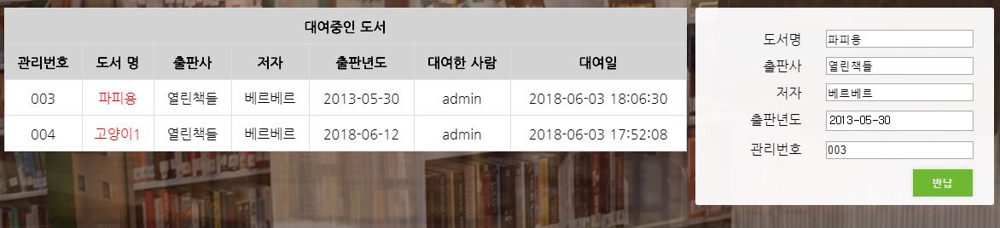 대여중인 도서
관리번호 도서 명 출판사 저자 출판년도 대여한 사람 대여일
003 파피용 열린책들 베르베르 2013-05-30 admin 2018-06-03 18:06:30
004 고양이1 열린책들 베르베르 2018-06-12 admin 2018-06-03 17:52:08
도서명 파피용
출판사 열린책들
저자 베르베르
출판년도 2013-05-30
관리번호 003
반납